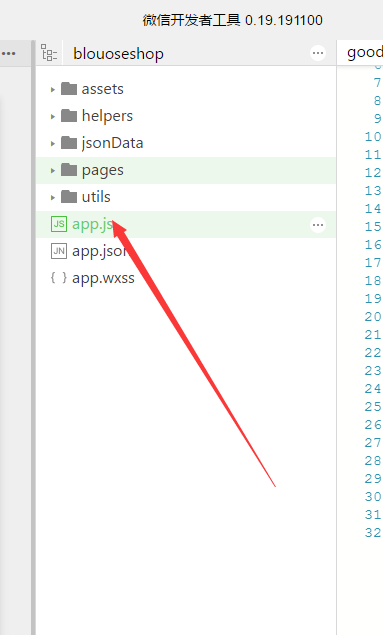 微信开发者工具 0.19.191100
blouoseshop
good
assets
helpers
jsonData
pages
utils
JS app.js
JN app.json
{ } app.wxss
7
8
9
10
11
12
13
14
15
16
17
18
19
20
21
22
23
24
25
26
27
28
29
30
31
32